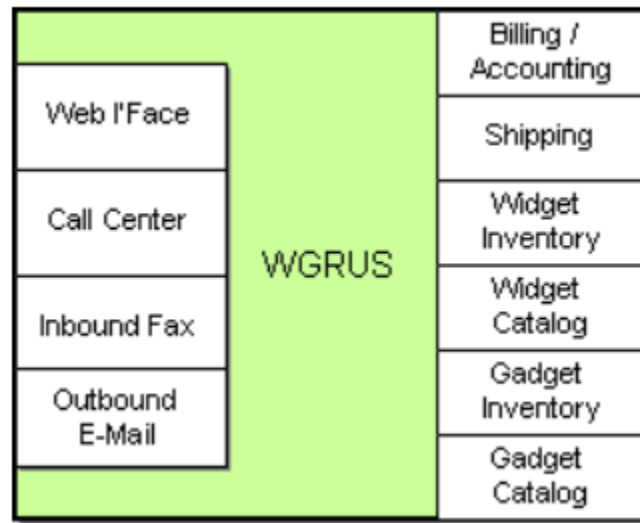 Web I'Face
Call Center
Inbound Fax
Outbound
E-Mail
WGRUS
Billing /
Accounting
Shipping
Widget
Inventory
Widget
Catalog
Gadget
Inventory
Gadget
Catalog